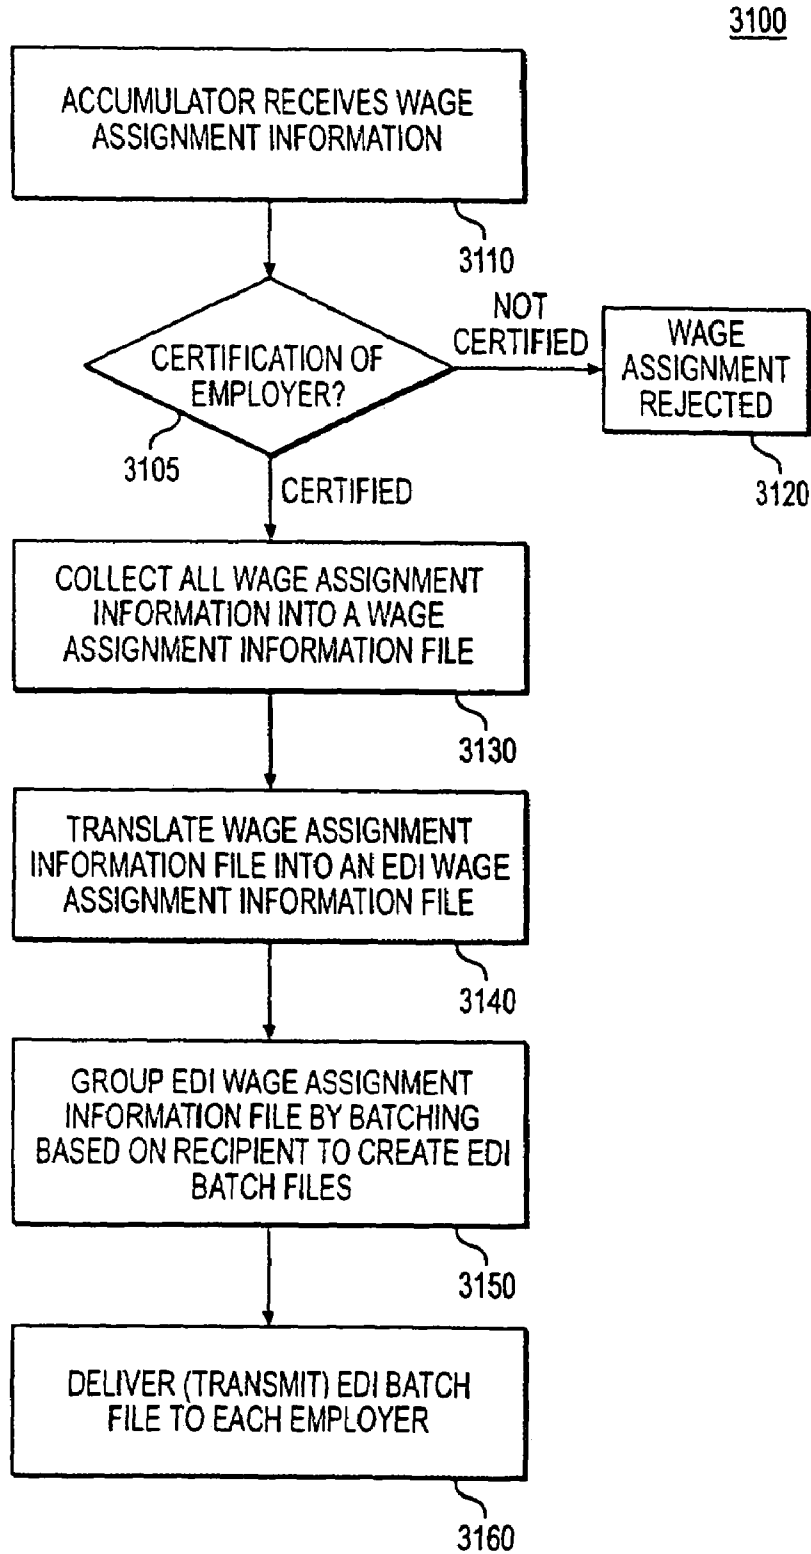 3100
ACCUMULATOR RECEIVES WAGE
ASSIGNMENT INFORMATION
3110
CERTIFICATION OF
EMPLOYER?
3105
NOT
CERTIFIED
WAGE
ASSIGNMENT
REJECTED
3120
CERTIFIED
COLLECT ALL WAGE ASSIGNMENT
INFORMATION INTO A WAGE
ASSIGNMENT INFORMATION FILE
3130
TRANSLATE WAGE ASSIGNMENT
INFORMATION FILE INTO AN EDI WAGE
ASSIGNMENT INFORMATION FILE
3140
GROUP EDI WAGE ASSIGNMENT
INFORMATION FILE BY BATCHING
BASED ON RECIPIENT TO CREATE EDI
BATCH FILES
3150
DELIVER (TRANSMIT) EDI BATCH
FILE TO EACH EMPLOYER
3160